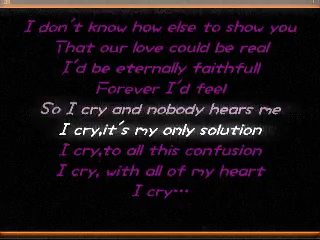 I don't know how else to show you
That our love could be real
I'd be eternally faithfull
Forever I'd feel
So I cry and nobody hears me
I cry,it's my only solution
I cry,to all this confusion
I cry, with all of my heart
I cry...